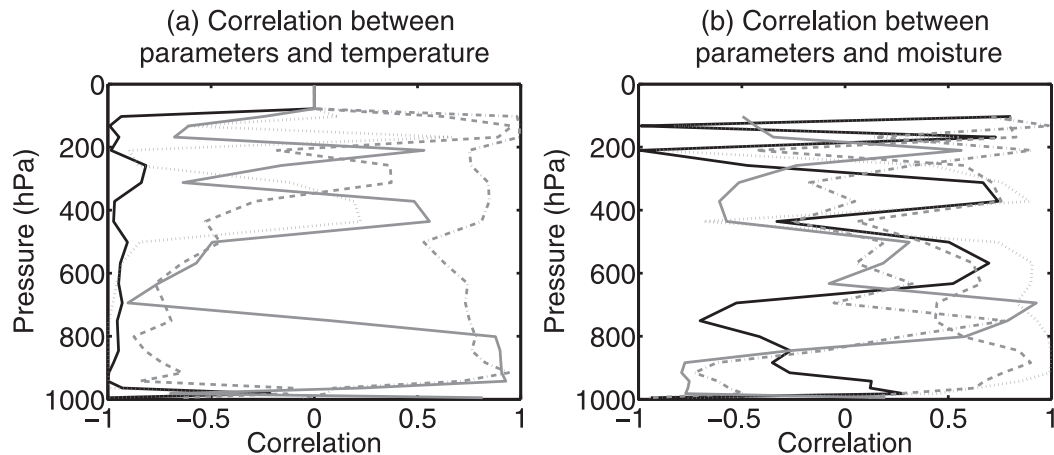 (a) Correlation between
parameters and temperature
0
200
400
600
800
1000
Pressure (hPa)
−1
−0.5
0
0.5
1
Correlation
(b) Correlation between
parameters and moisture
0
200
400
600
800
1000
Pressure (hPa)
−1
−0.5
0
0.5
1
Correlation